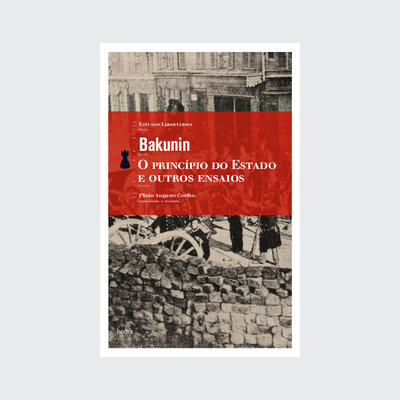 Estudos Libertários
Bakunin
O princípio do Estado
e outros ensaios
Plínio Augusto Coêlho
hedra